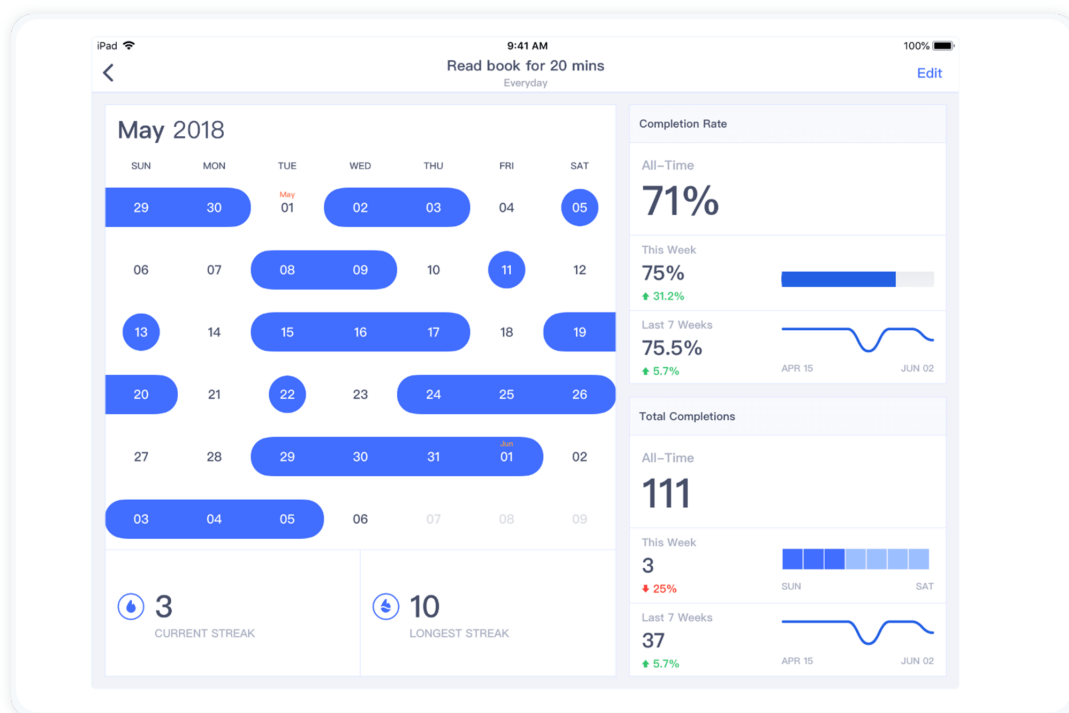 iPad
9:41 AM
100%
Read book for 20 mins
Everyday
Edit
May 2018
SUN MON TUE WED THU FRI SAT
May
29 30 01 02 03 04 05
06 07 08 09 10 11 12
13 14 15 16 17 18 19
20 21 22 23 24 25 26
Jun
27 28 29 30 31 01 02
03 04 05 06 07 08 09
3
CURRENT STREAK
10
LONGEST STREAK
Completion Rate
All-Time
71%
This Week
75%
31.2%
Last 7 Weeks
75.5%
5.7%
APR 15 JUN 02
Total Completions
All-Time
111
This Week
3
25%
SUN SAT
Last 7 Weeks
37
5.7%
APR 15 JUN 02